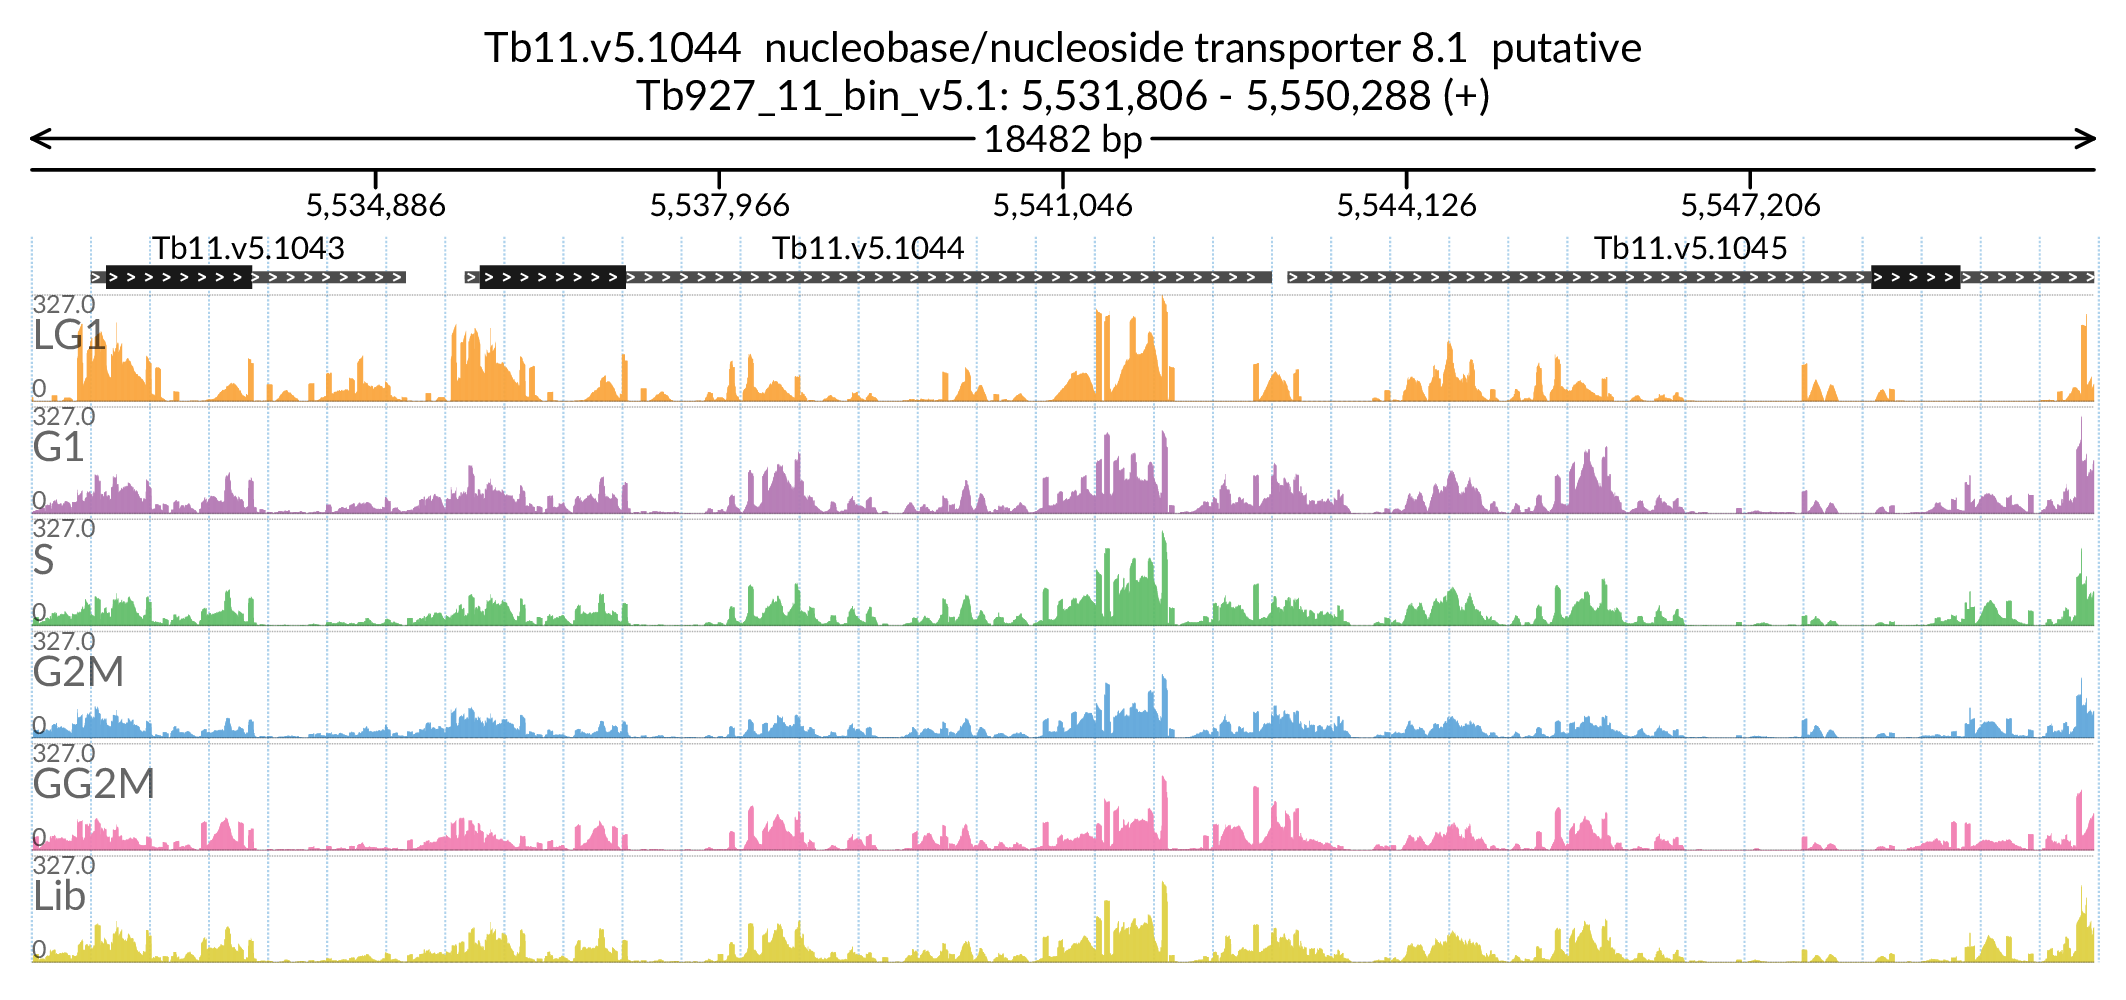 Tb11.v5.1044  nucleobase/nucleoside transporter 8.1  putative
Tb927_11_bin_v5.1: 5,531,806 - 5,550,288 (+)
18482 bp
5,534,886 5,537,966 5,541,046 5,544,126 5,547,206
Tb11.v5.1043 Tb11.v5.1044 Tb11.v5.1045
327.0
LG1
0
327.0
G1
0
327.0
S
0
327.0
G2M
0
327.0
GG2M
0
327.0
Lib
0